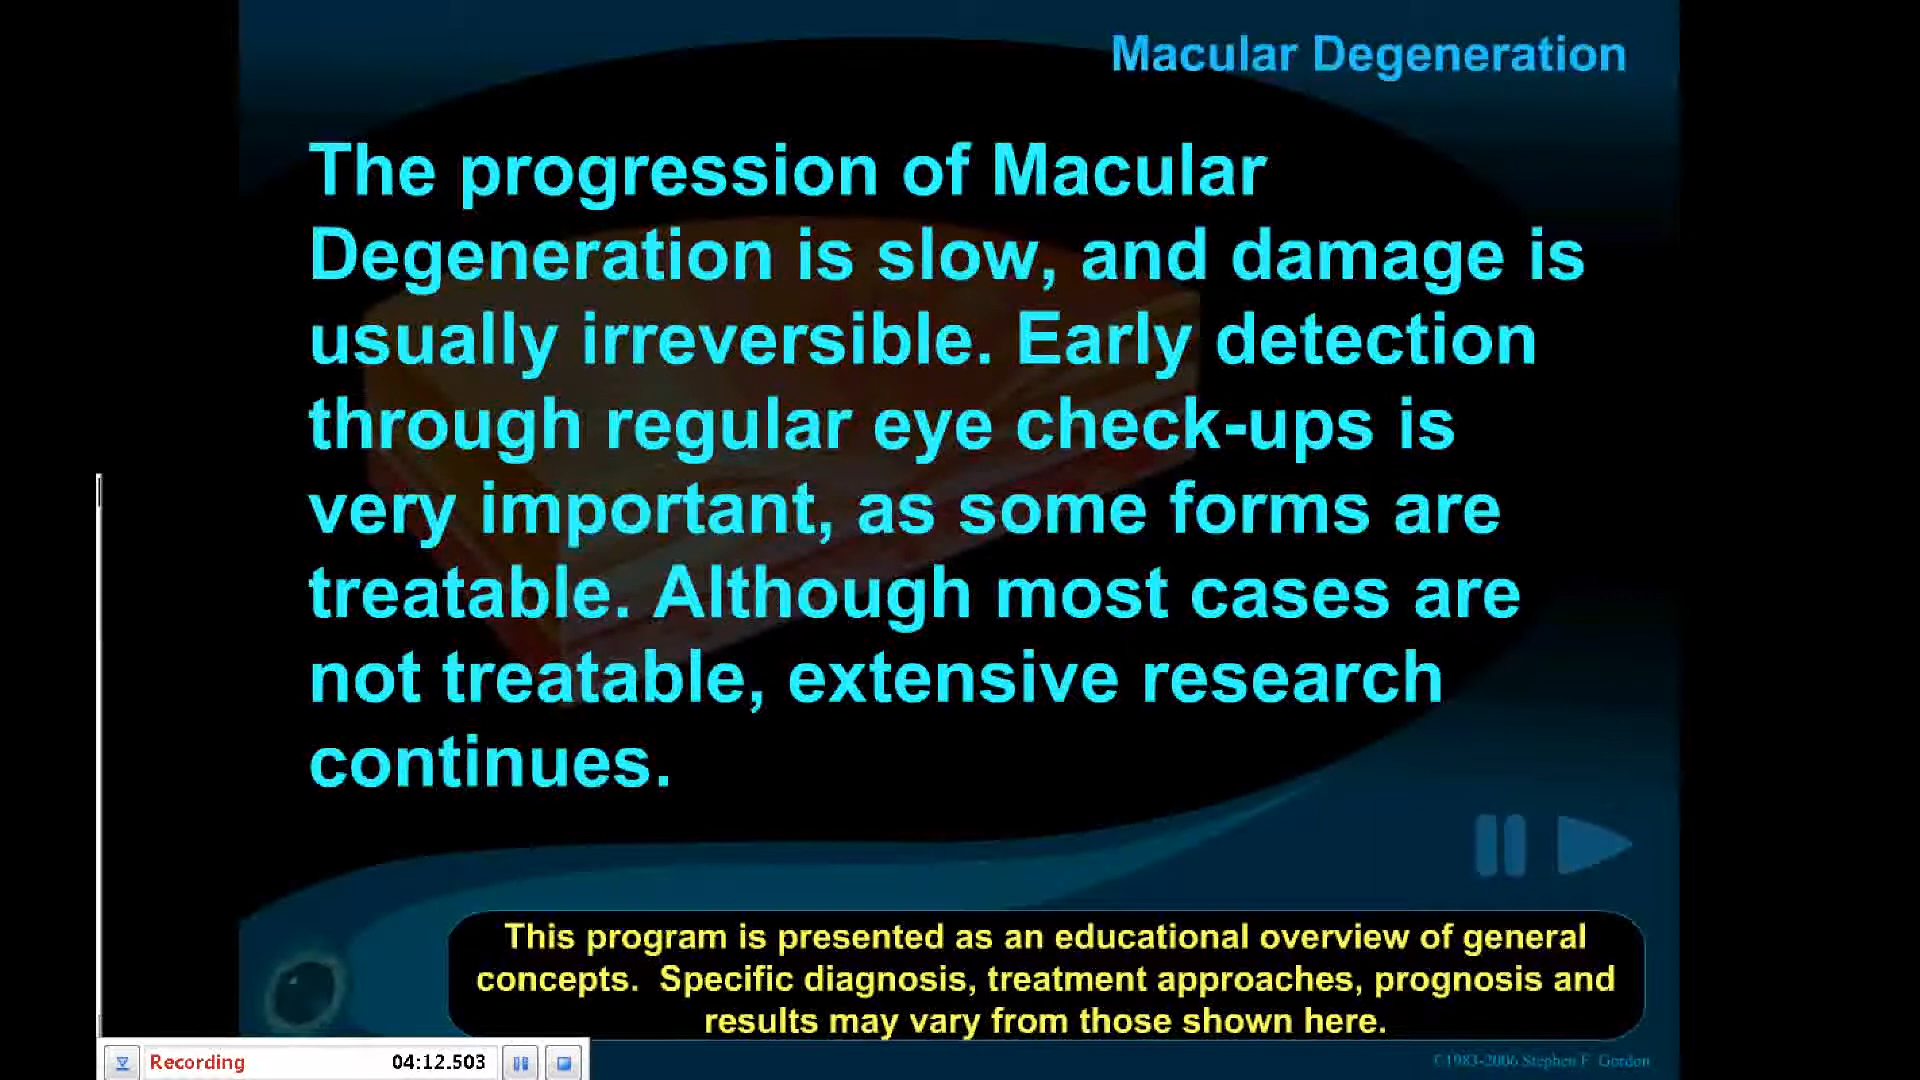 Macular Degeneration
The progression of Macular
Degeneration is slow, and damage is
usually irreversible. Early detection
through regular eye check-ups is
very important, as some forms are
treatable. Although most cases are
not treatable, extensive research
continues.
This program is presented as an educational overview of general
concepts.  Specific diagnosis, treatment approaches, prognosis and
results may vary from those shown here.
Recording 04:12.503
©1983-2006 Stephen F. Gordon